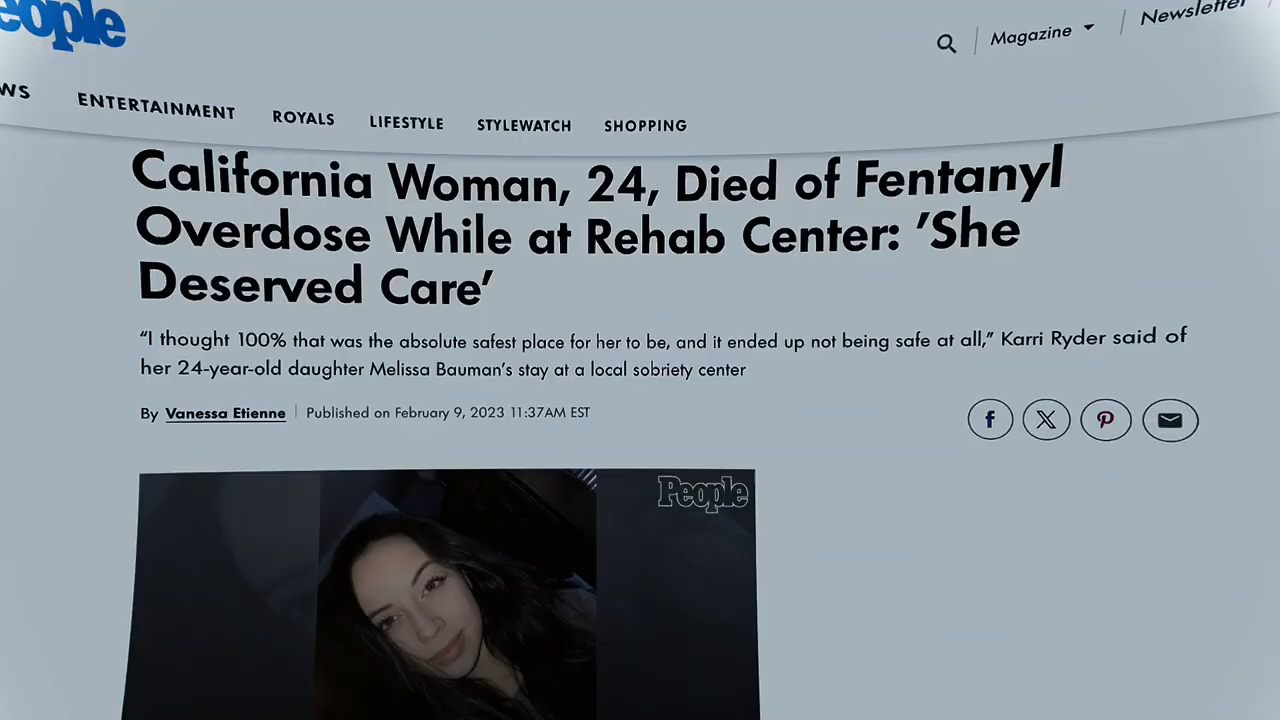 eople
Magazine
Newsletter
WS
ENTERTAINMENT
ROYALS
LIFESTYLE
STYLEWATCH
SHOPPING
California Woman, 24, Died of Fentanyl
Overdose While at Rehab Center: ’She
Deserved Care’
“I thought 100% that was the absolute safest place for her to be, and it ended up not being safe at all,” Karri Ryder said of
her 24-year-old daughter Melissa Bauman’s stay at a local sobriety center
By Vanessa Etienne | Published on February 9, 2023 11:37AM EST
People